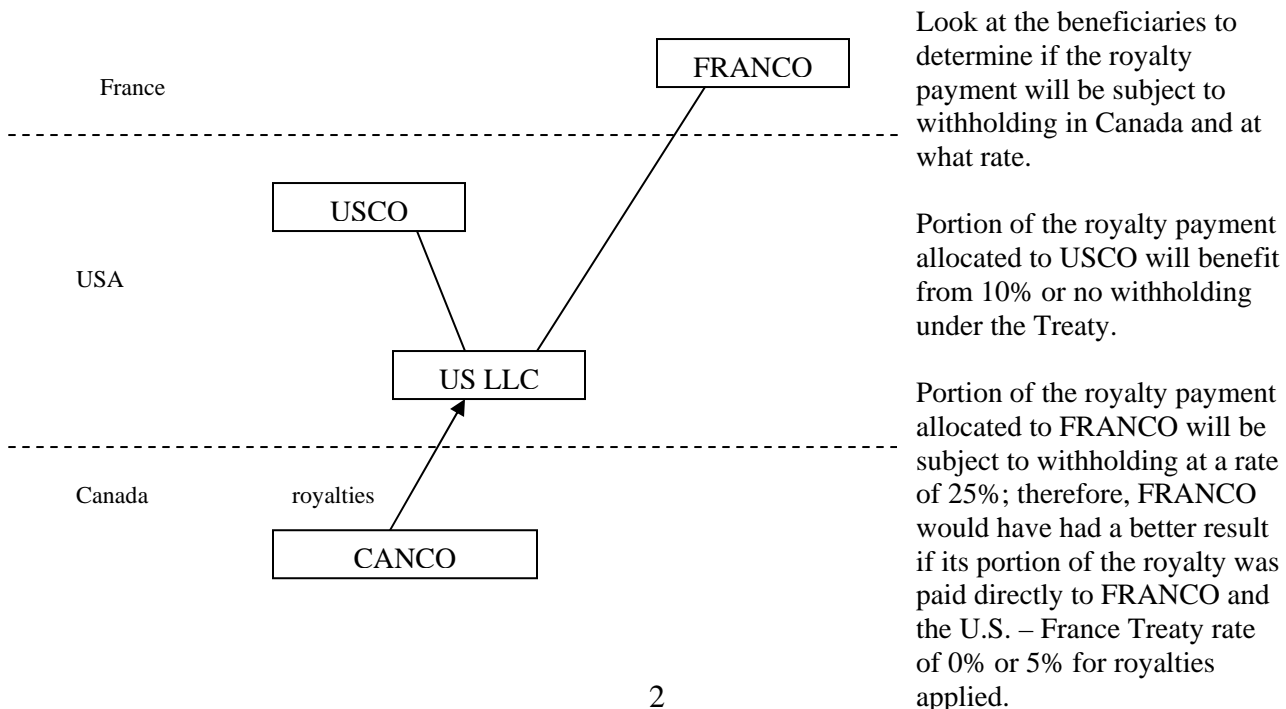 France
FRANCO
USCO
USA
US LLC
Canada
royalties
CANCO
Look at the beneficiaries to
determine if the royalty
payment will be subject to
withholding in Canada and at
what rate.
Portion of the royalty payment
allocated to USCO will benefit
from 10% or no withholding
under the Treaty.
Portion of the royalty payment
allocated to FRANCO will be
subject to withholding at a rate
of 25%; therefore, FRANCO
would have had a better result
if its portion of the royalty was
paid directly to FRANCO and
the U.S. – France Treaty rate
of 0% or 5% for royalties
applied.
2